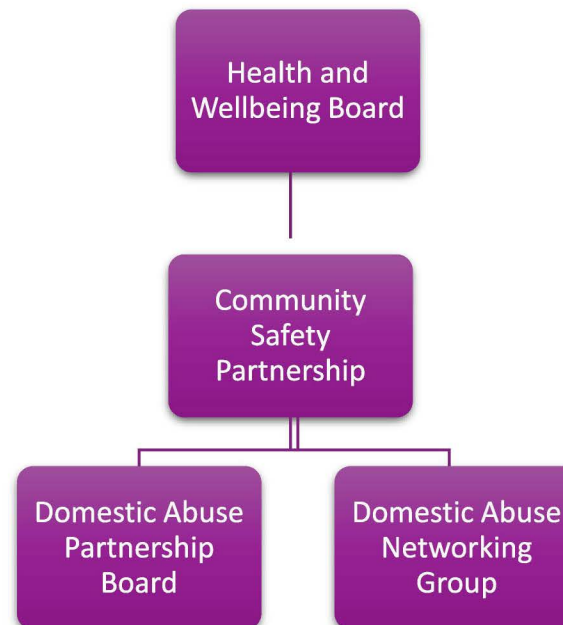 Health and
Wellbeing Board
Community
Safety
Partnership
Domestic Abuse
Partnership
Board
Domestic Abuse
Networking
Group